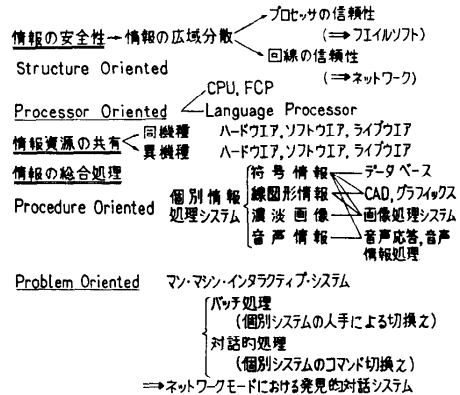 プロセッサの信頼性
情報の安全性→情報の広域分散 (⇒フエイルソフト)
回線の信頼性
Structure Oriented (⇒ネットワーク)
CPU, FCP
Processor Oriented Language Processor
情報資源の共有 同機種 ハードウエア, ソフトウエア, ライブウエア
異機種 ハードウエア, ソフトウエア, ライブウエア
情報の総合処理 符号情報 データベース
Procedure Oriented 個別情報処理システム 線図形情報 CAD, グラフィックス
濃淡画像 画像処理システム
音声情報 音声応答, 音声情報処理
Problem Oriented マン・マシン・インタラクティブ・システム
バッチ処理
(個別システムの人手による切換え)
対話的処理
(個別システムのコマンド切換え)
⇒ネットワークモードにおける発見的対話システム